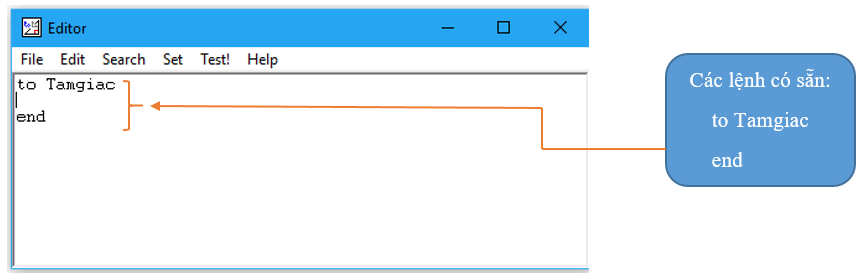 Editor
File Edit Search Set Test! Help
to Tamgiac
end
Các lệnh có sẵn:
to Tamgiac
end